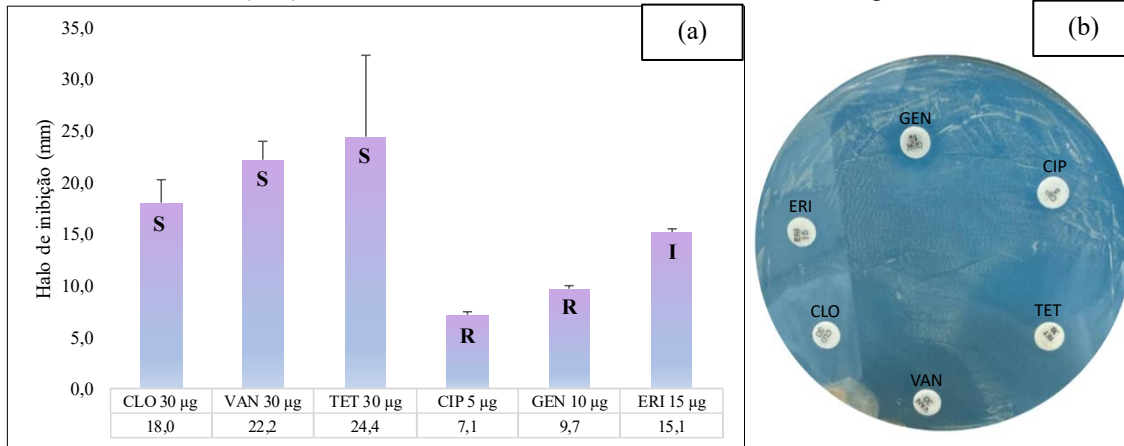 (a)
35,0
30,0
25,0
20,0
15,0
10,0
5,0
0,0
Halo de inibição (mm)
S
S
S
R
R
I
CLO 30 µg VAN 30 µg TET 30 µg CIP 5 µg GEN 10 µg ERI 15 µg
18,0 22,2 24,4 7,1 9,7 15,1
(b)
GEN
CIP
ERI
CLO
TET
VAN